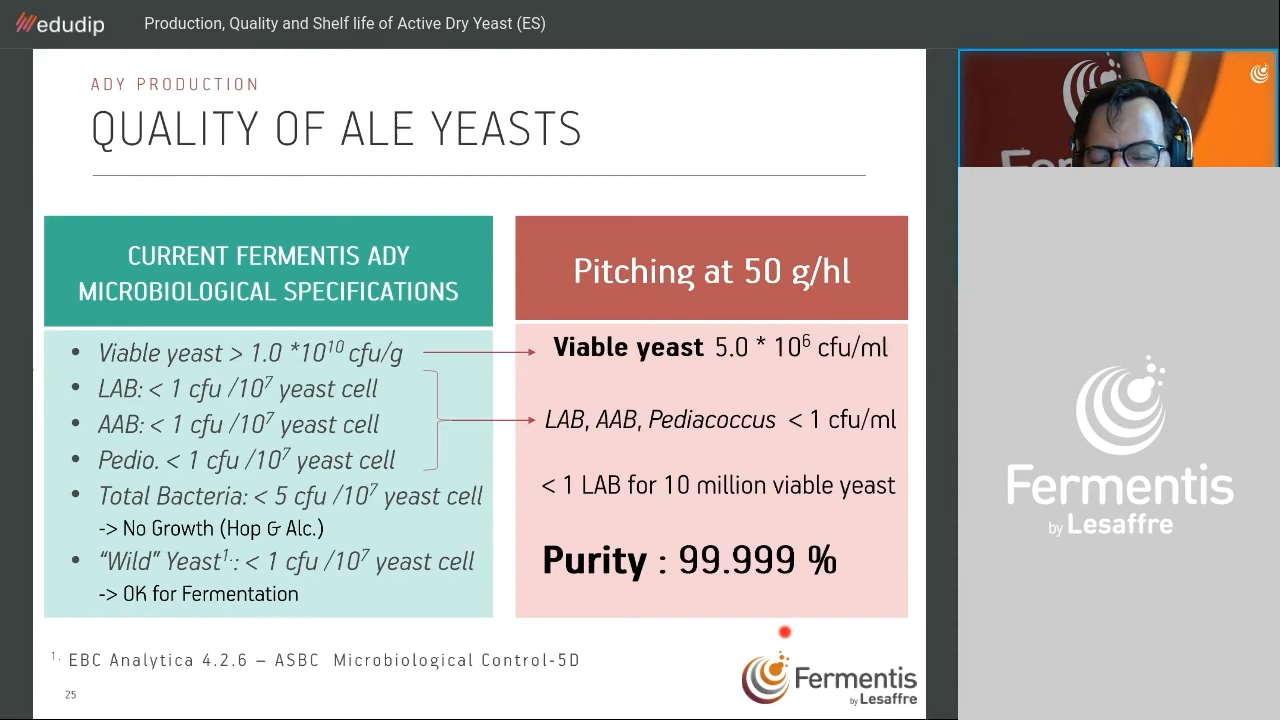 edudip
Production, Quality and Shelf life of Active Dry Yeast (ES)
ADY PRODUCTION
QUALITY OF ALE YEASTS
CURRENT FERMENTIS ADY
MICROBIOLOGICAL SPECIFICATIONS
• Viable yeast > 1.0 *10¹⁰ cfu/g
• LAB: < 1 cfu /10⁷ yeast cell
• AAB: < 1 cfu /10⁷ yeast cell
• Pedio. < 1 cfu /10⁷ yeast cell
• Total Bacteria: < 5 cfu /10⁷ yeast cell
-> No Growth (Hop & Alc.)
• “Wild” Yeast¹·: < 1 cfu /10⁷ yeast cell
-> OK for Fermentation
Pitching at 50 g/hl
Viable yeast 5.0 * 10⁶ cfu/ml
LAB, AAB, Pediacoccus < 1 cfu/ml
< 1 LAB for 10 million viable yeast
Purity : 99.999 %
¹· EBC Analytica 4.2.6 – ASBC Microbiological Control-5D
25
Fermentis
by Lesaffre
Fer
Fermentis
by Lesaffre